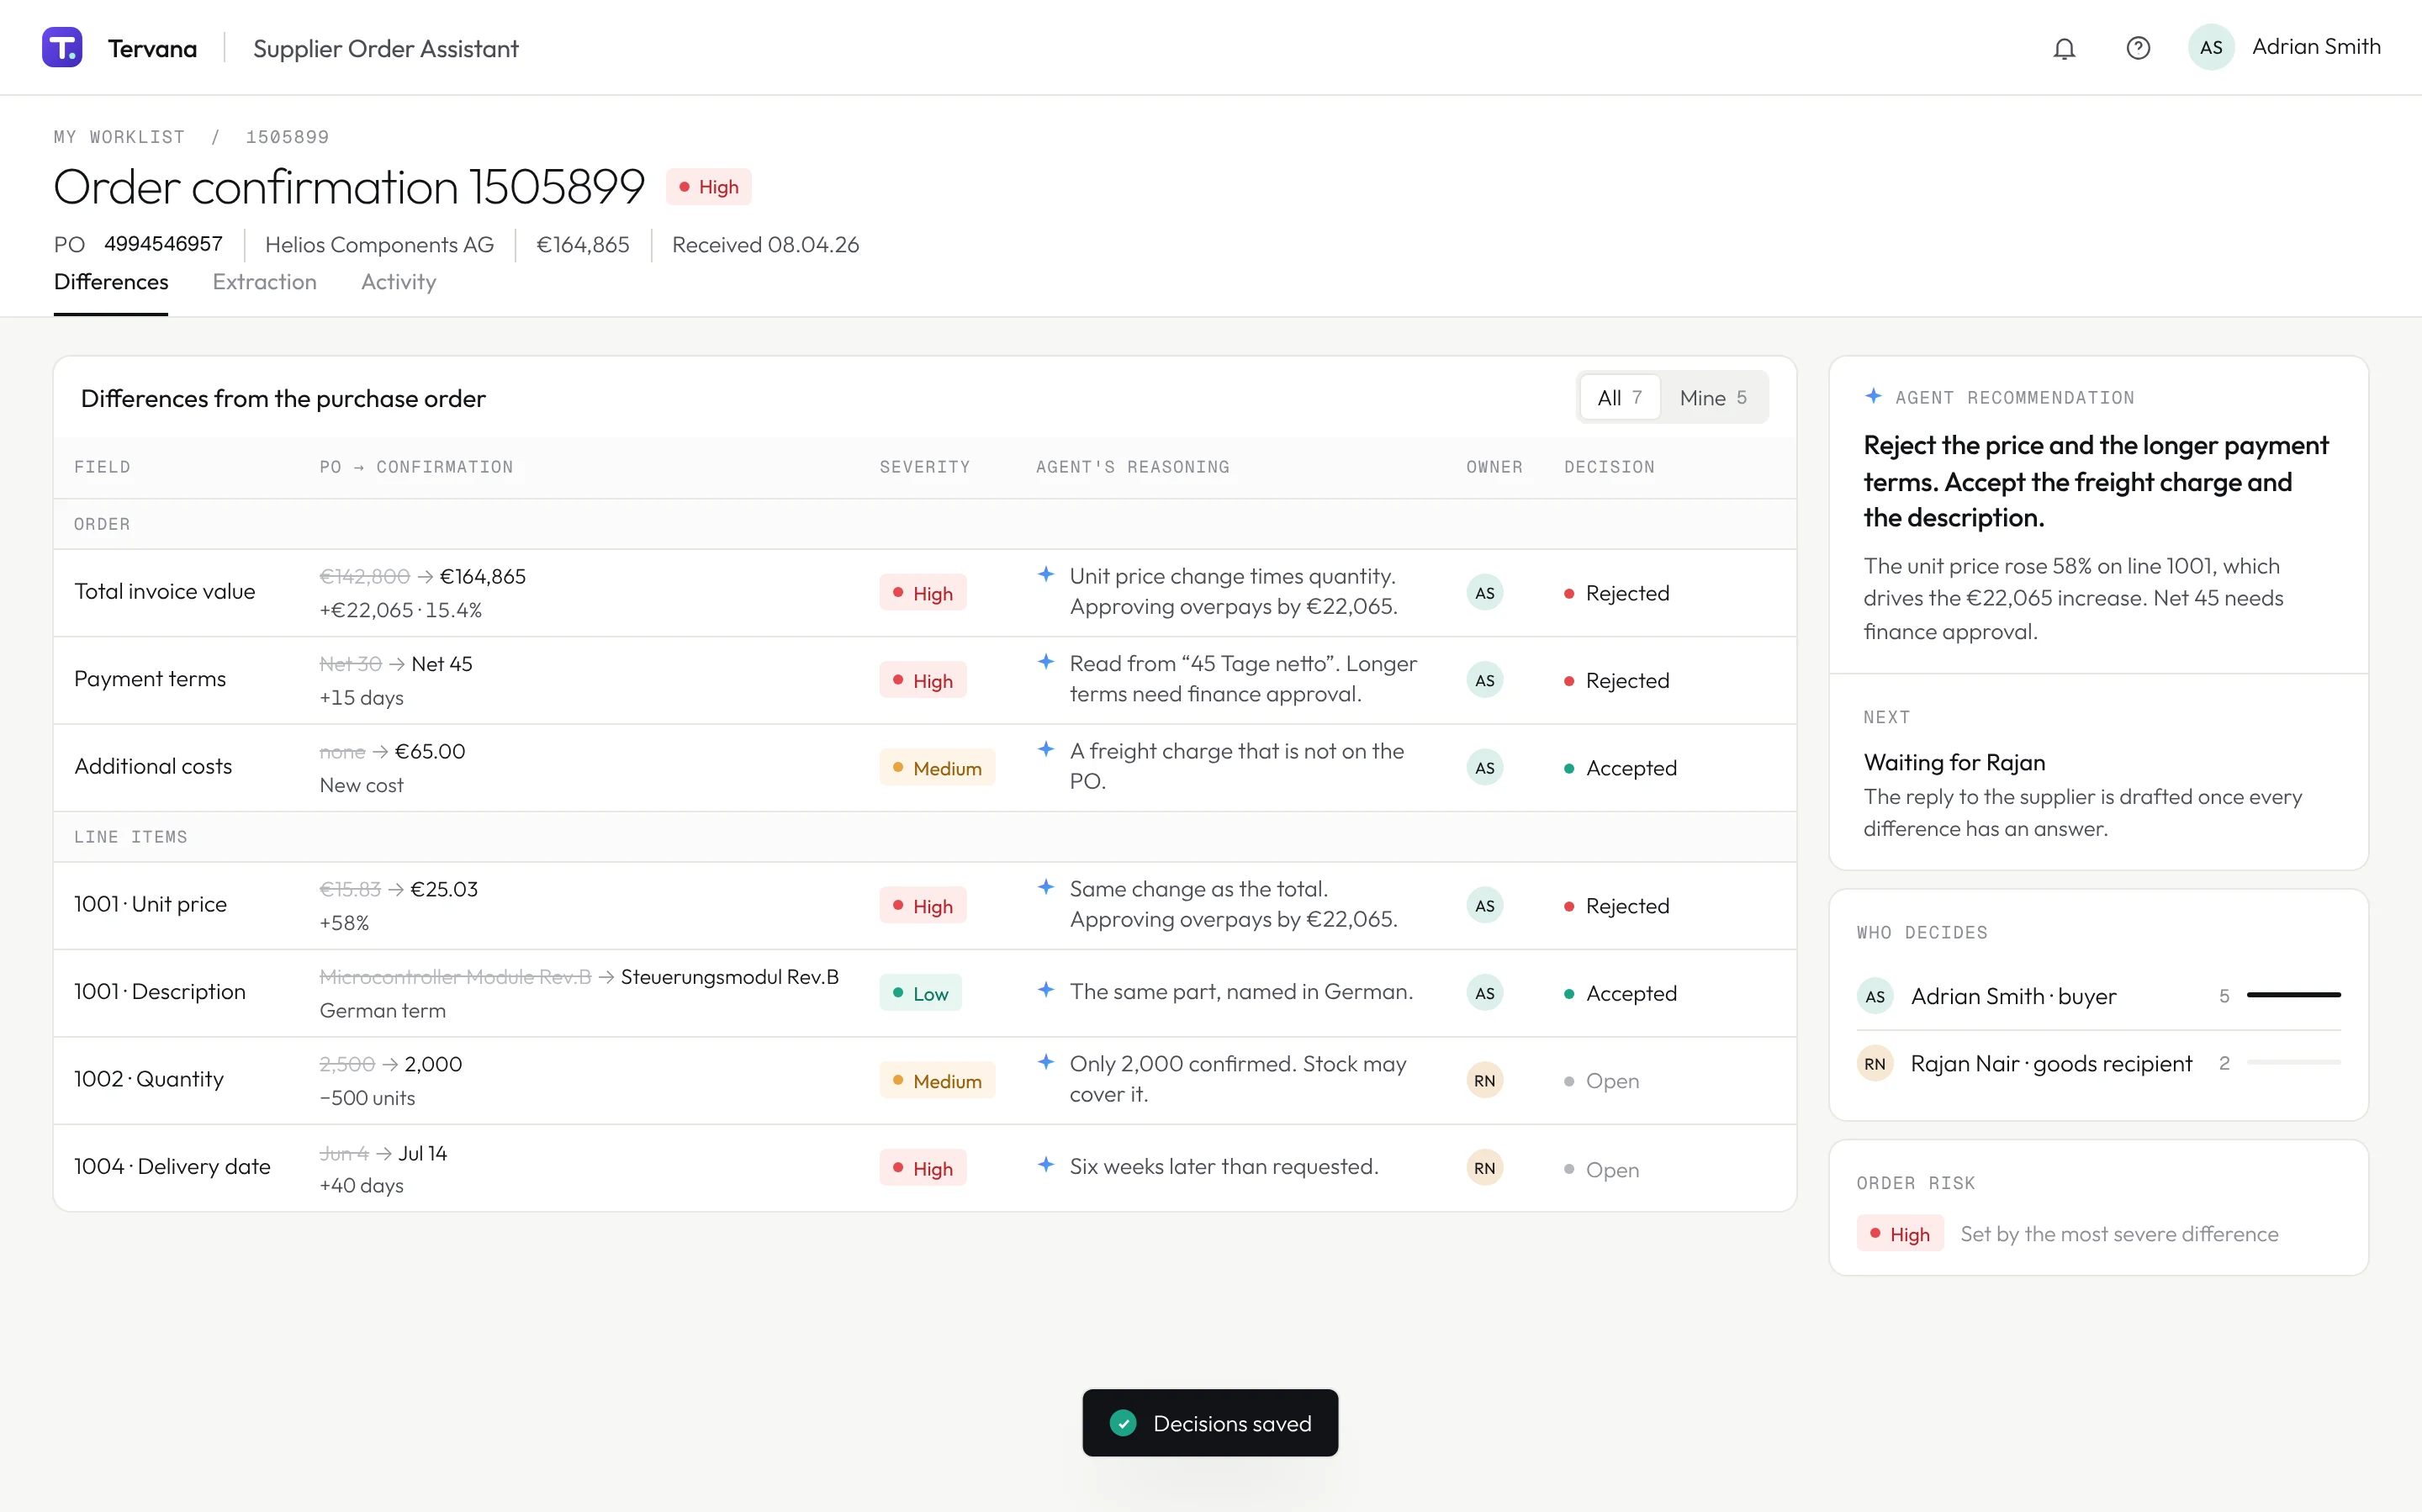 T. Tervana Supplier Order Assistant AS Adrian Smith
MY WORKLIST / 1505899
Order confirmation 1505899 High
PO 4994546957 Helios Components AG €164,865 Received 08.04.26
Differences Extraction Activity
Differences from the purchase order All 7 Mine 5
FIELD PO → CONFIRMATION SEVERITY AGENT'S REASONING OWNER DECISION
ORDER
Total invoice value
€142,800 → €164,865
+€22,065 · 15.4%
High
Unit price change times quantity.
Approving overpays by €22,065.
AS
Rejected
Payment terms
Net 30 → Net 45
+15 days
High
Read from “45 Tage netto”. Longer
terms need finance approval.
AS
Rejected
Additional costs
none → €65.00
New cost
Medium
A freight charge that is not on the
PO.
AS
Accepted
LINE ITEMS
1001 · Unit price
€15.83 → €25.03
+58%
High
Same change as the total.
Approving overpays by €22,065.
AS
Rejected
1001 · Description
Microcontroller Module Rev.B → Steuerungsmodul Rev.B
German term
Low
The same part, named in German.
AS
Accepted
1002 · Quantity
2,500 → 2,000
−500 units
Medium
Only 2,000 confirmed. Stock may
cover it.
RN
Open
1004 · Delivery date
Jun 4 → Jul 14
+40 days
High
Six weeks later than requested.
RN
Open
AGENT RECOMMENDATION
Reject the price and the longer payment
terms. Accept the freight charge and
the description.
The unit price rose 58% on line 1001, which
drives the €22,065 increase. Net 45 needs
finance approval.
NEXT
Waiting for Rajan
The reply to the supplier is drafted once every
difference has an answer.
WHO DECIDES
AS Adrian Smith · buyer 5
RN Rajan Nair · goods recipient 2
ORDER RISK
High Set by the most severe difference
Decisions saved